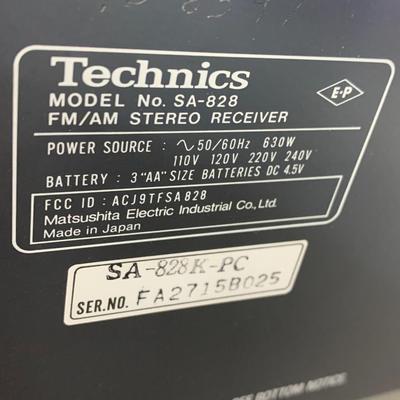 Technics
MODEL No. SA-828
FM/AM STEREO RECEIVER
E-P
POWER SOURCE : ∿50/60Hz 630W
110V 120V 220V 240V
BATTERY : 3 "AA" SIZE BATTERIES DC 4.5V
FCC ID : ACJ9TFSA828
Matsushita Electric Industrial Co., Ltd.
Made in Japan
SA-828K-PC
SER.NO. FA2715B025
BOTTOM NOTICE